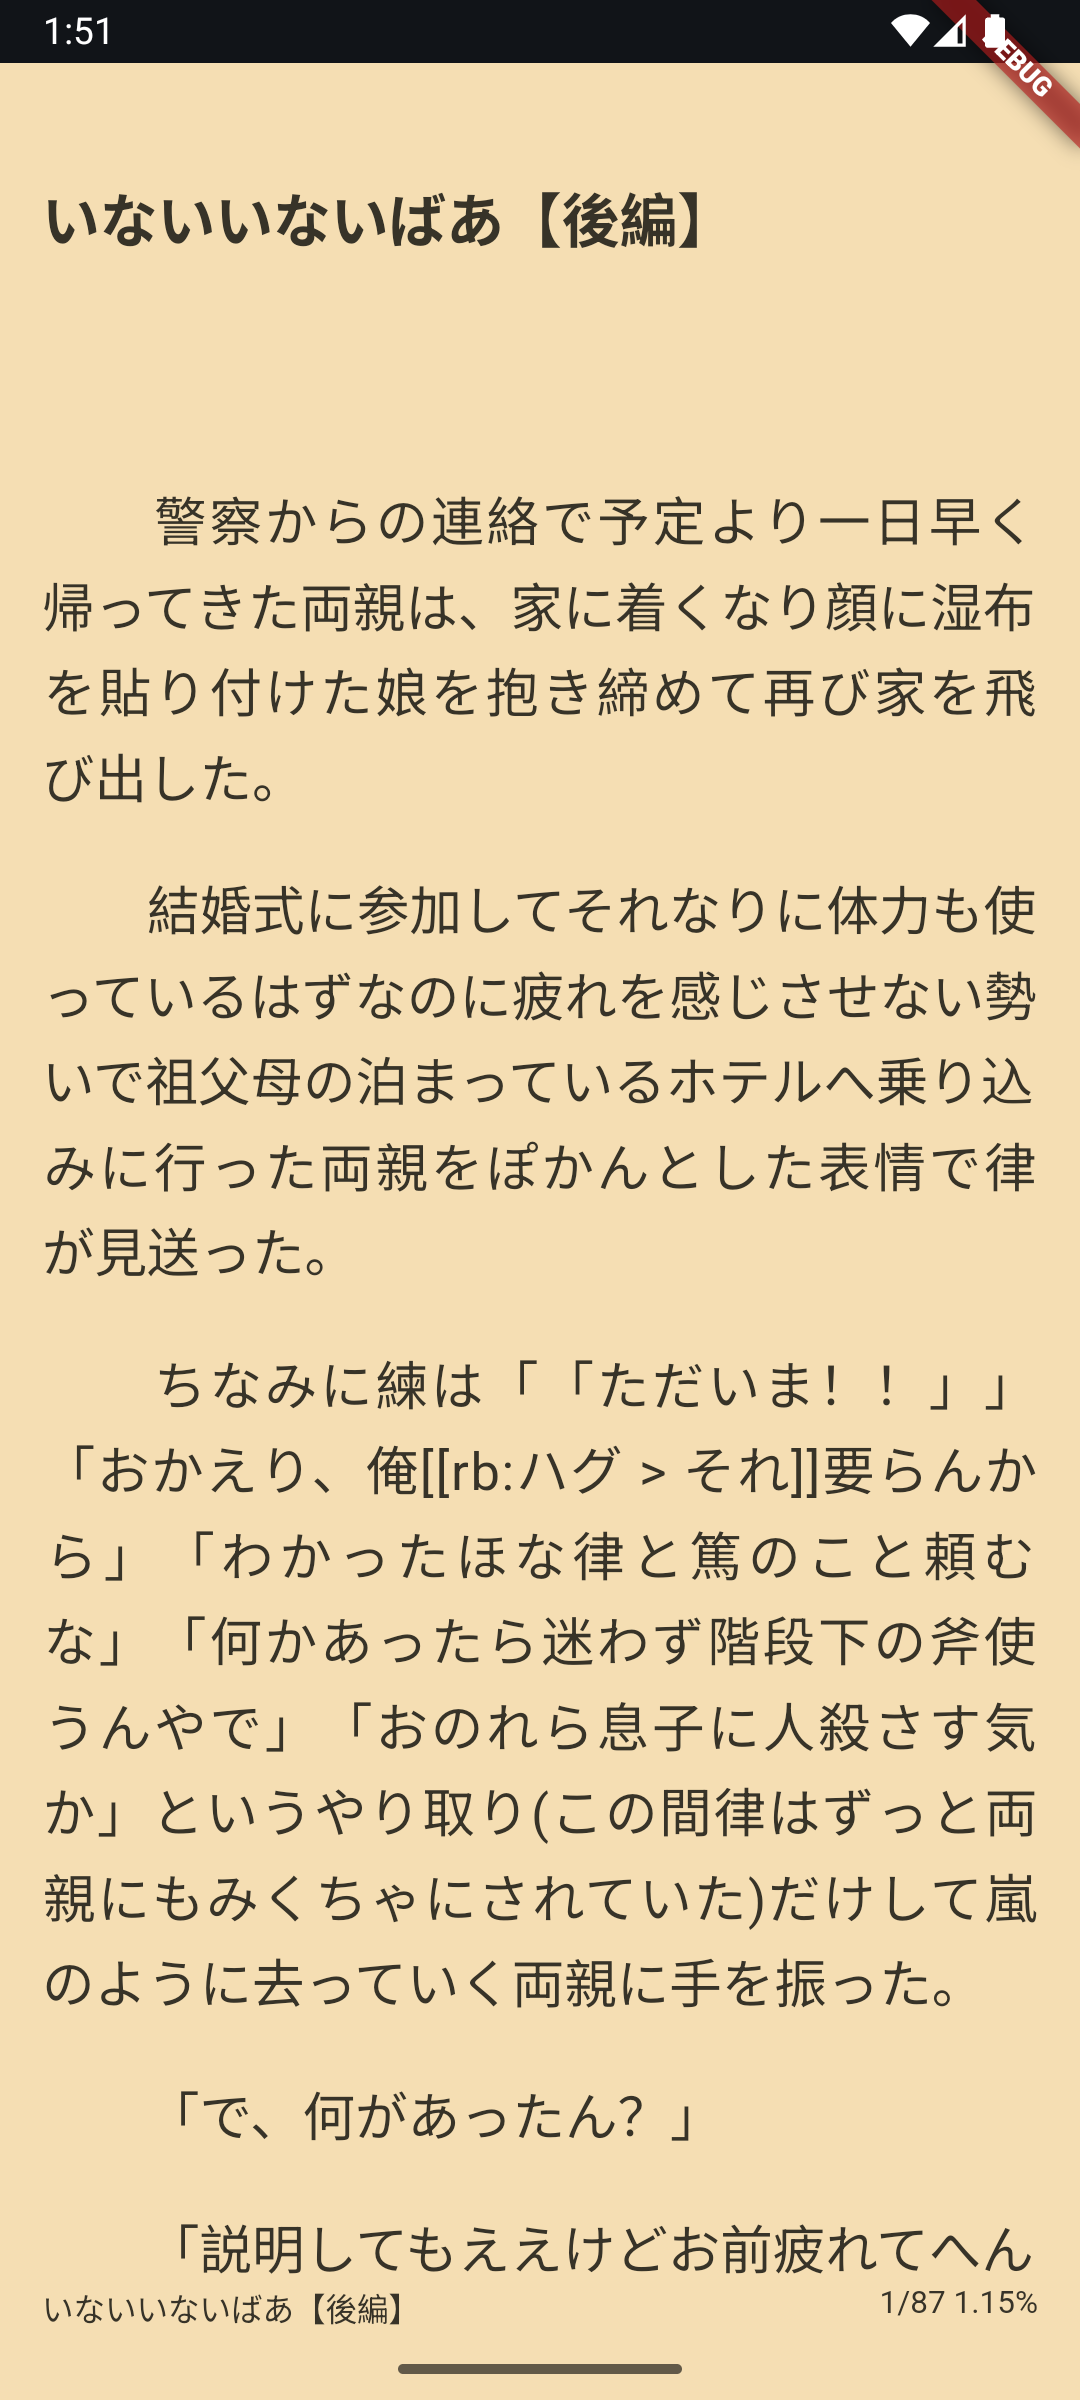 1:51
DEBUG
いないいないばあ【後編】
警察からの連絡で予定より一日早く
帰ってきた両親は、家に着くなり顔に湿布
を貼り付けた娘を抱き締めて再び家を飛
び出した。
結婚式に参加してそれなりに体力も使
っているはずなのに疲れを感じさせない勢
いで祖父母の泊まっているホテルへ乗り込
みに行った両親をぽかんとした表情で律
が見送った。
ちなみに練は「「ただいま！！」」
「おかえり、俺[[rb:ハグ > それ]]要らんか
ら」「わかったほな律と篤のこと頼む
な」「何かあったら迷わず階段下の斧使
うんやで」「おのれら息子に人殺さす気
か」というやり取り(この間律はずっと両
親にもみくちゃにされていた)だけして嵐
のように去っていく両親に手を振った。
「で、何があったん？」
「説明してもええけどお前疲れてへん
いないいないばあ【後編】
1/87 1.15%